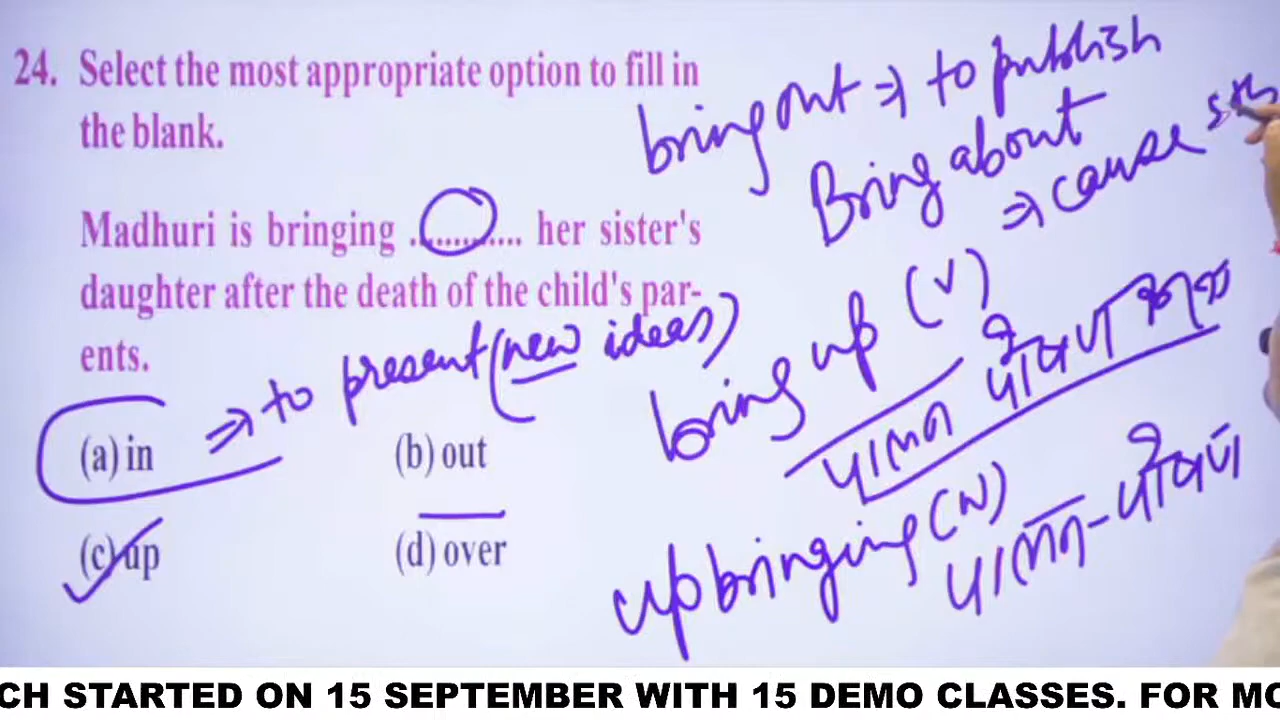 24. Select the most appropriate option to fill in
the blank.
Madhuri is bringing ............ her sister's
daughter after the death of the child's par-
ents.
(a) in
(b) out
(c) up
(d) over
⇒ to present (new ideas)
bring out ⇒ to publish
Bring about
⇒ cause sth
bring up (V)
पालन पोषण करना
upbringing (N)
पालन-पोषण
CH STARTED ON 15 SEPTEMBER WITH 15 DEMO CLASSES. FOR MO